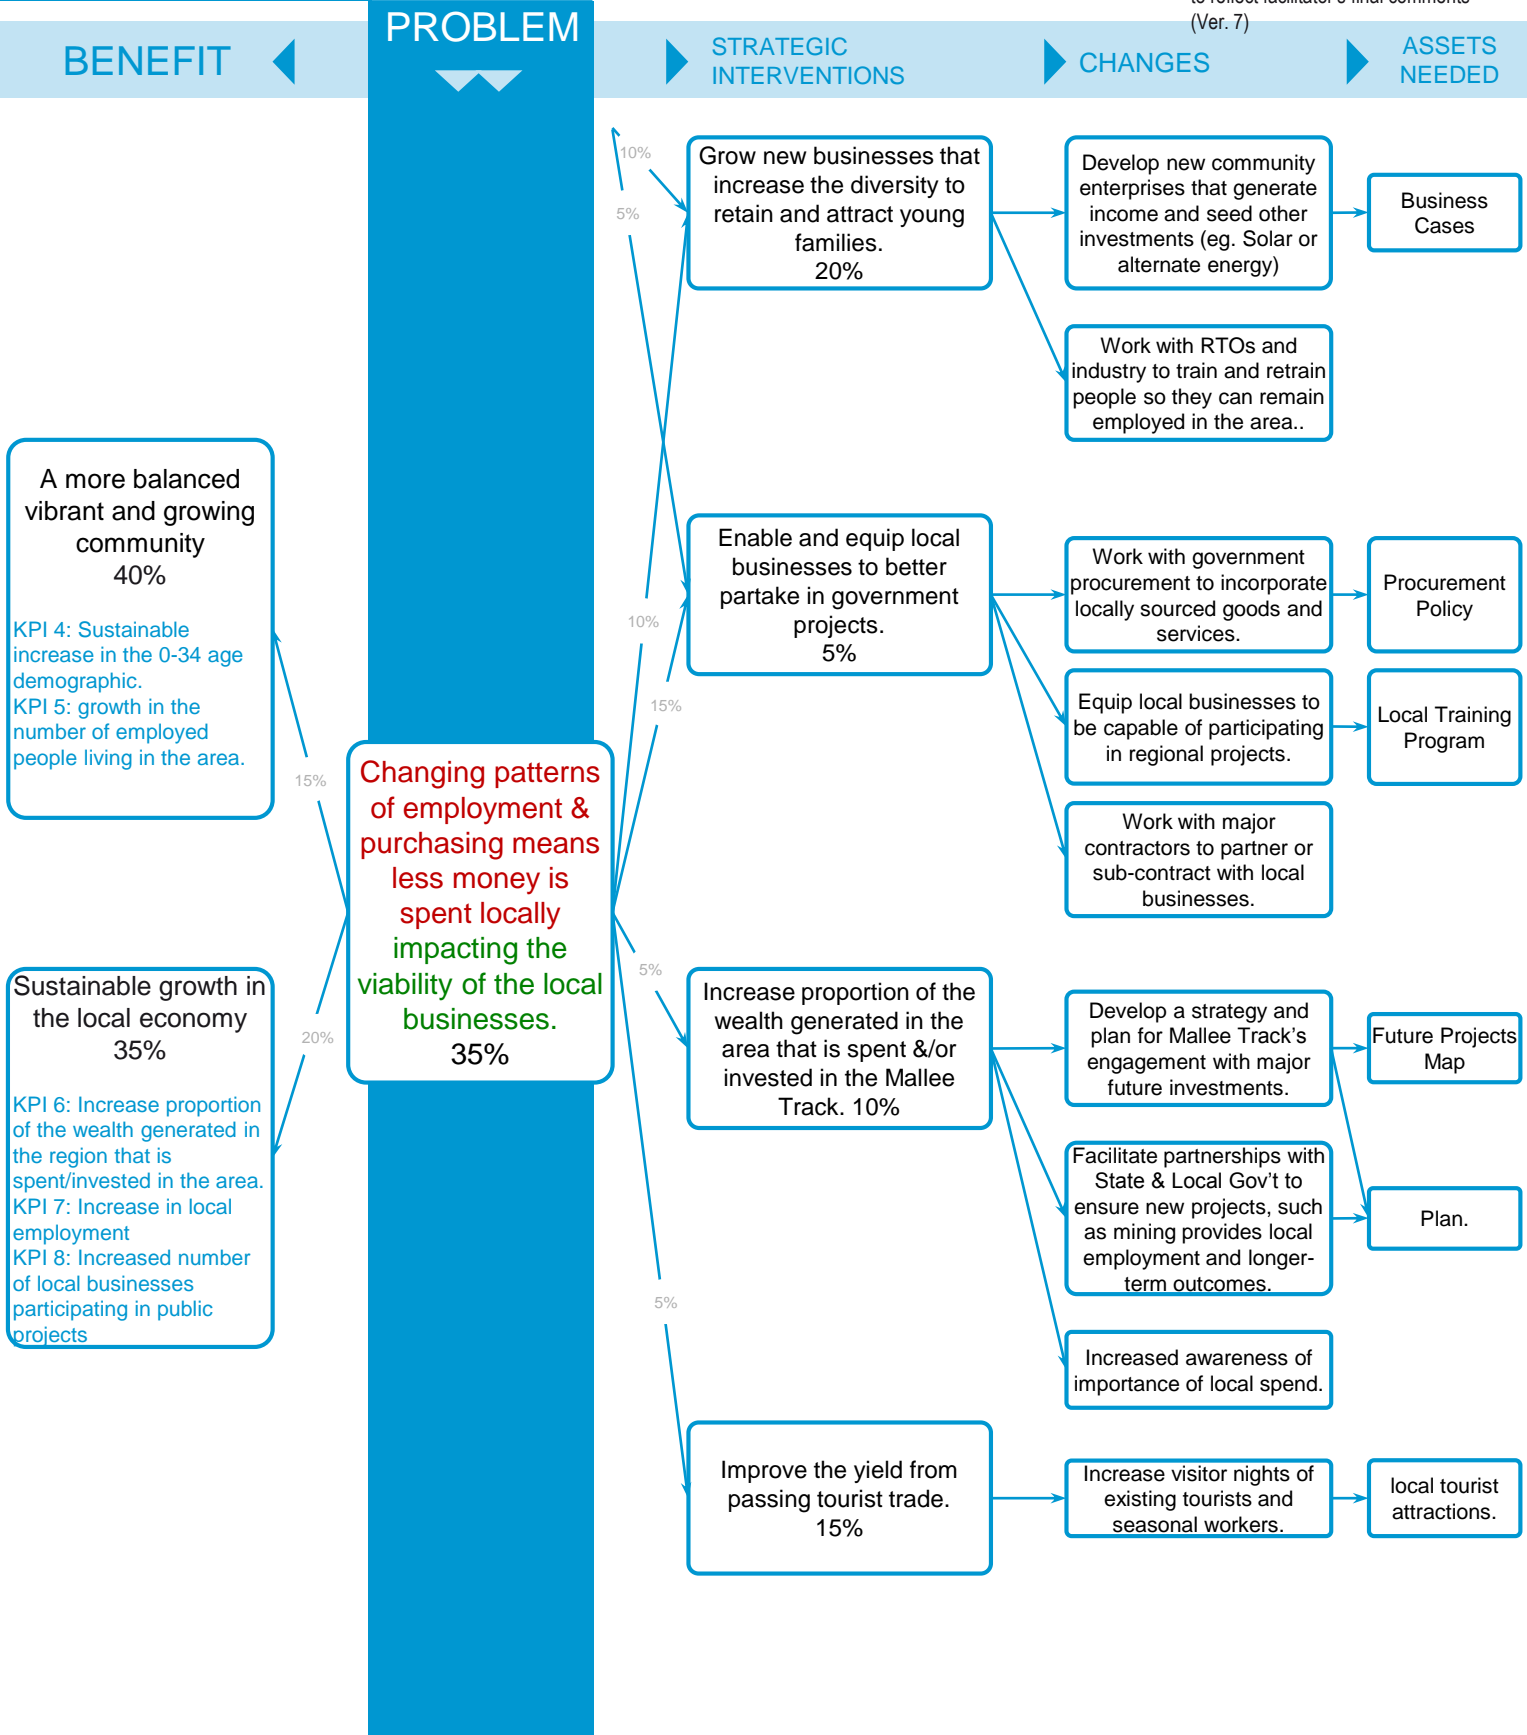 to reflect facilitator's final comments
(Ver. 7)
BENEFIT
PROBLEM
STRATEGIC
INTERVENTIONS
CHANGES
ASSETS
NEEDED
A more balanced
vibrant and growing
community
40%
KPI 4: Sustainable
increase in the 0-34 age
demographic.
KPI 5: growth in the
number of employed
people living in the area.
Sustainable growth in
the local economy
35%
KPI 6: Increase proportion
of the wealth generated in
the region that is
spent/invested in the area.
KPI 7: Increase in local
employment
KPI 8: Increased number
of local businesses
participating in public
projects
15%
20%
Changing patterns
of employment &
purchasing means
less money is
spent locally
impacting the
viability of the local
businesses.
35%
10%
5%
10%
15%
5%
5%
Grow new businesses that
increase the diversity to
retain and attract young
families.
20%
Enable and equip local
businesses to better
partake in government
projects.
5%
Increase proportion of the
wealth generated in the
area that is spent &/or
invested in the Mallee
Track. 10%
Improve the yield from
passing tourist trade.
15%
Develop new community
enterprises that generate
income and seed other
investments (eg. Solar or
alternate energy)
Work with RTOs and
industry to train and retrain
people so they can remain
employed in the area..
Work with government
procurement to incorporate
locally sourced goods and
services.
Equip local businesses to
be capable of participating
in regional projects.
Work with major
contractors to partner or
sub-contract with local
businesses.
Develop a strategy and
plan for Mallee Track's
engagement with major
future investments.
Facilitate partnerships with
State & Local Gov't to
ensure new projects, such
as mining provides local
employment and longer-
term outcomes.
Increased awareness of
importance of local spend.
Increase visitor nights of
existing tourists and
seasonal workers.
Business
Cases
Procurement
Policy
Local Training
Program
Future Projects
Map
Plan.
local tourist
attractions.